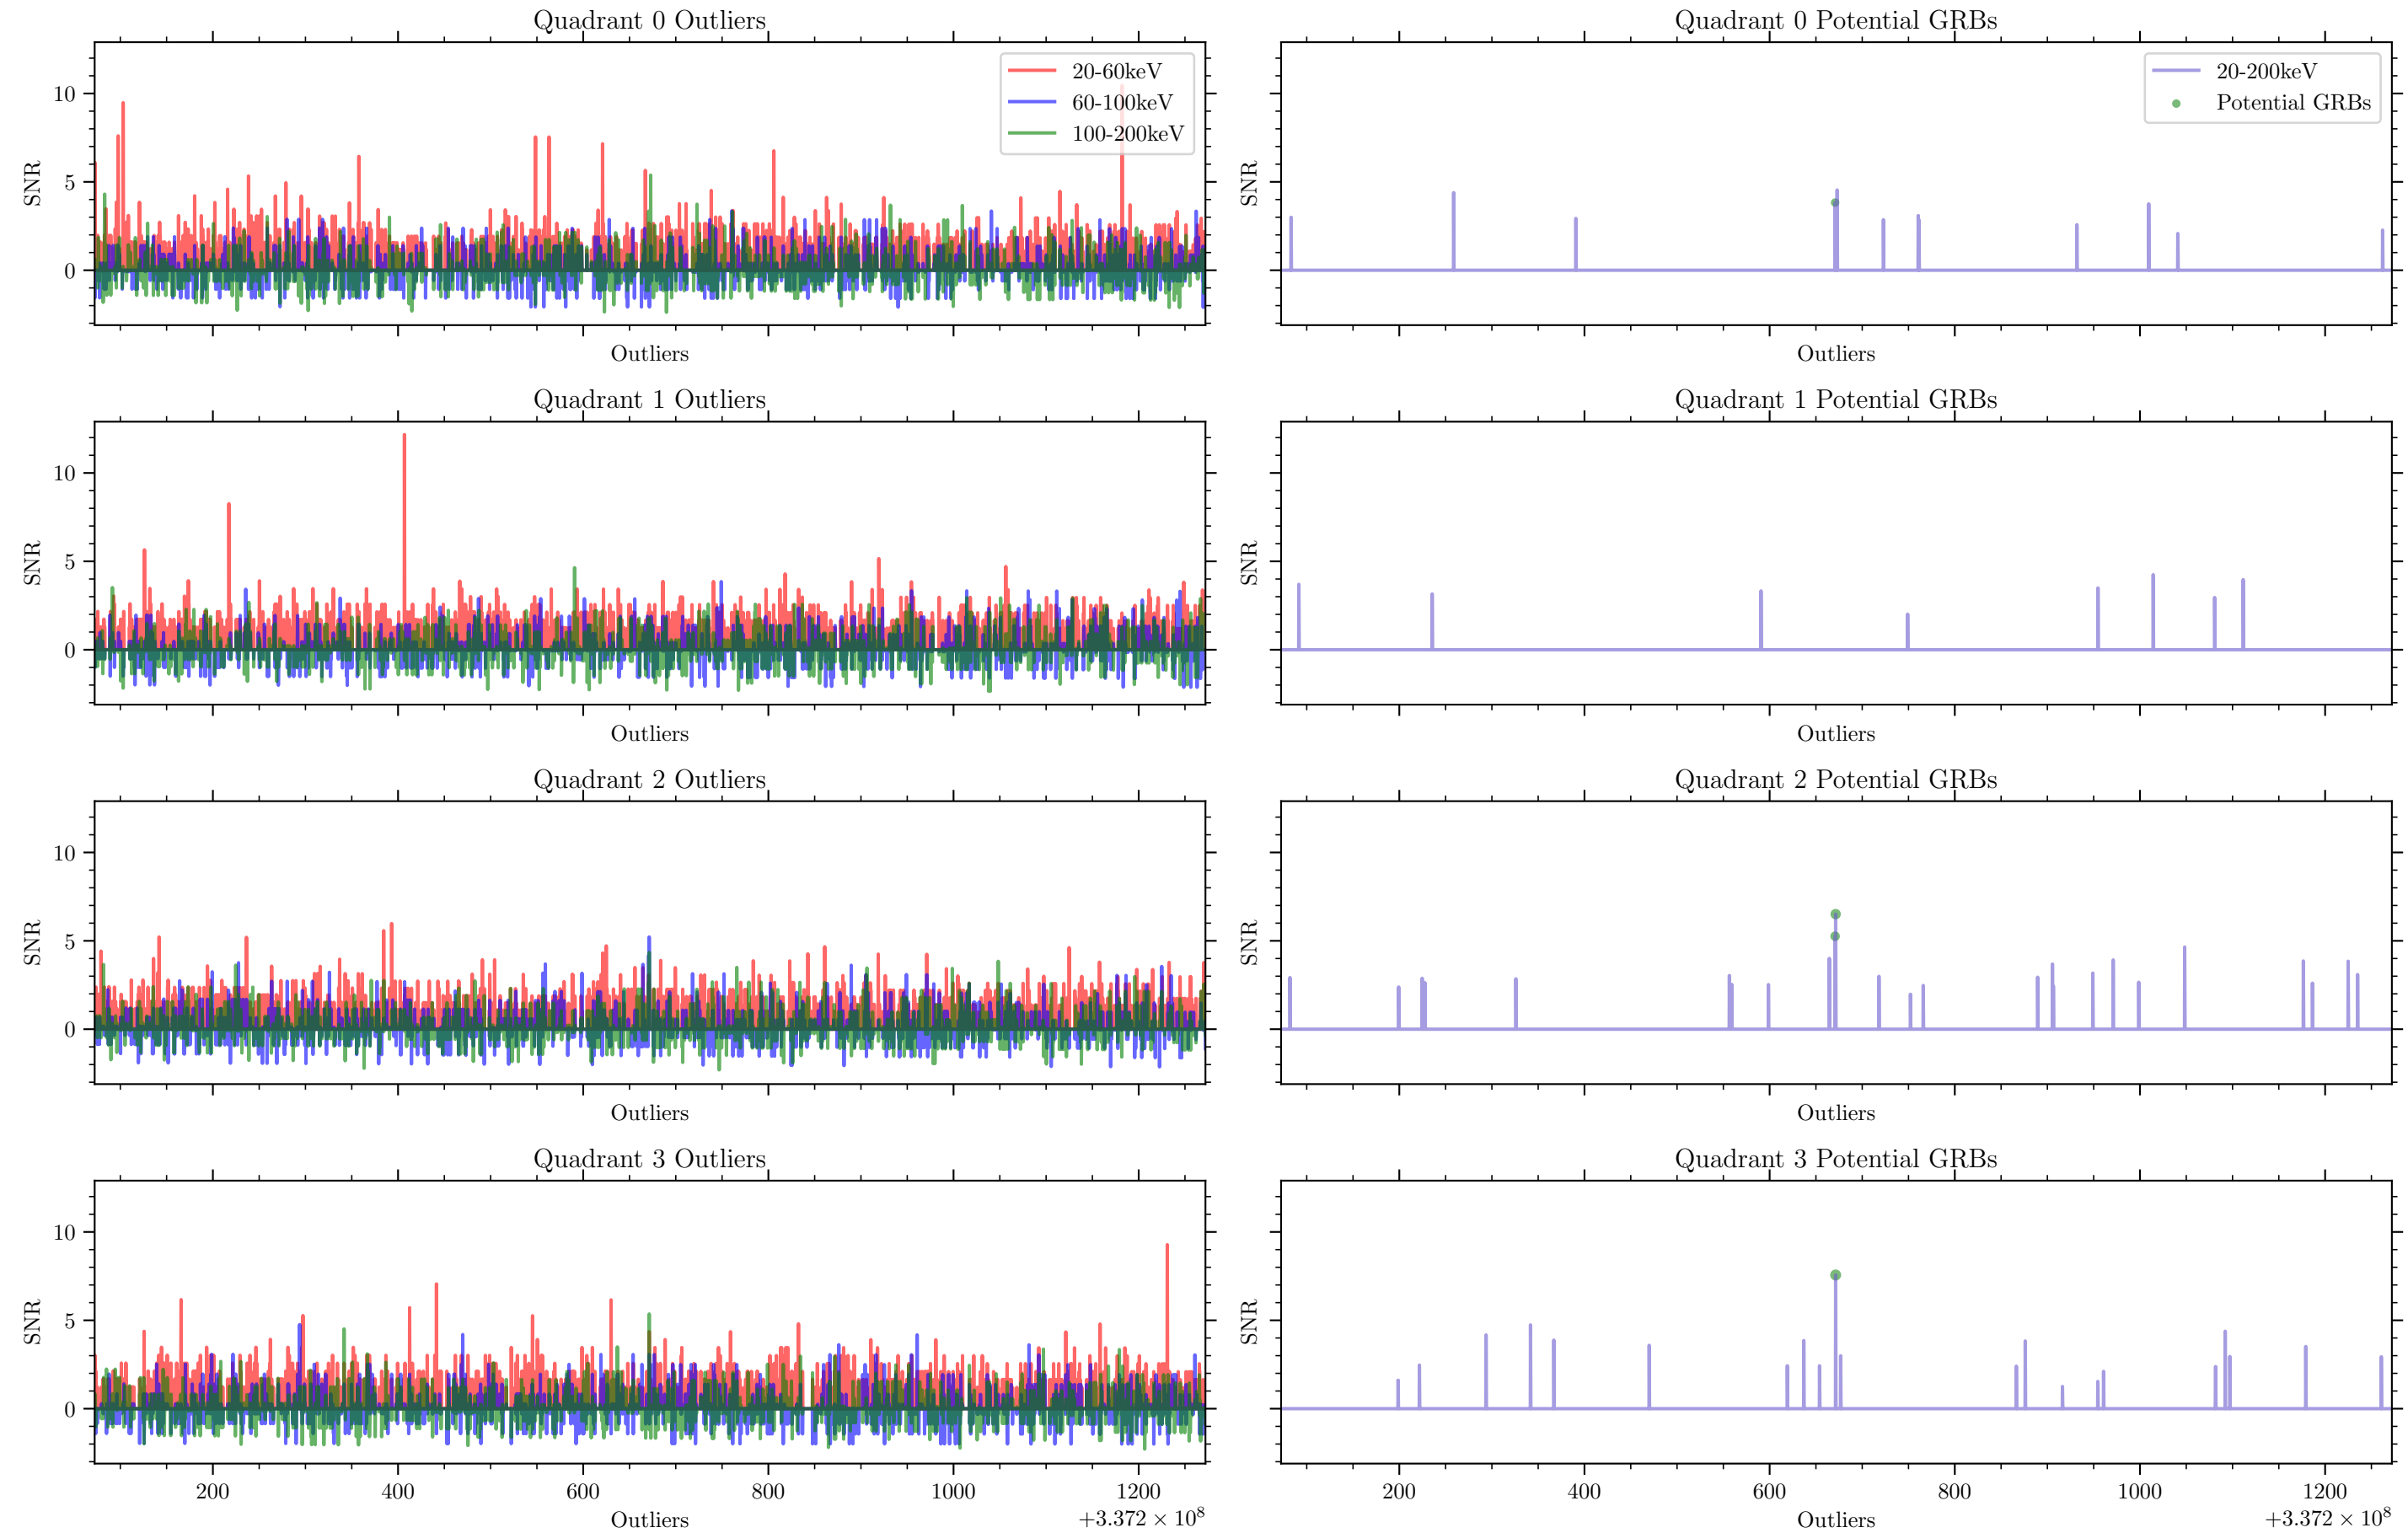 Quadrant 0 Outliers
Quadrant 0 Potential GRBs
SNR
10
5
0
20-60keV
60-100keV
100-200keV
Outliers
SNR
20-200keV
Potential GRBs
Outliers
Quadrant 1 Outliers
Quadrant 1 Potential GRBs
SNR
10
5
0
Outliers
SNR
Outliers
Quadrant 2 Outliers
Quadrant 2 Potential GRBs
SNR
10
5
0
Outliers
SNR
Outliers
Quadrant 3 Outliers
Quadrant 3 Potential GRBs
SNR
10
5
0
200 400 600 800 1000 1200
Outliers
+3.372 × 10⁸
SNR
200 400 600 800 1000 1200
Outliers
+3.372 × 10⁸